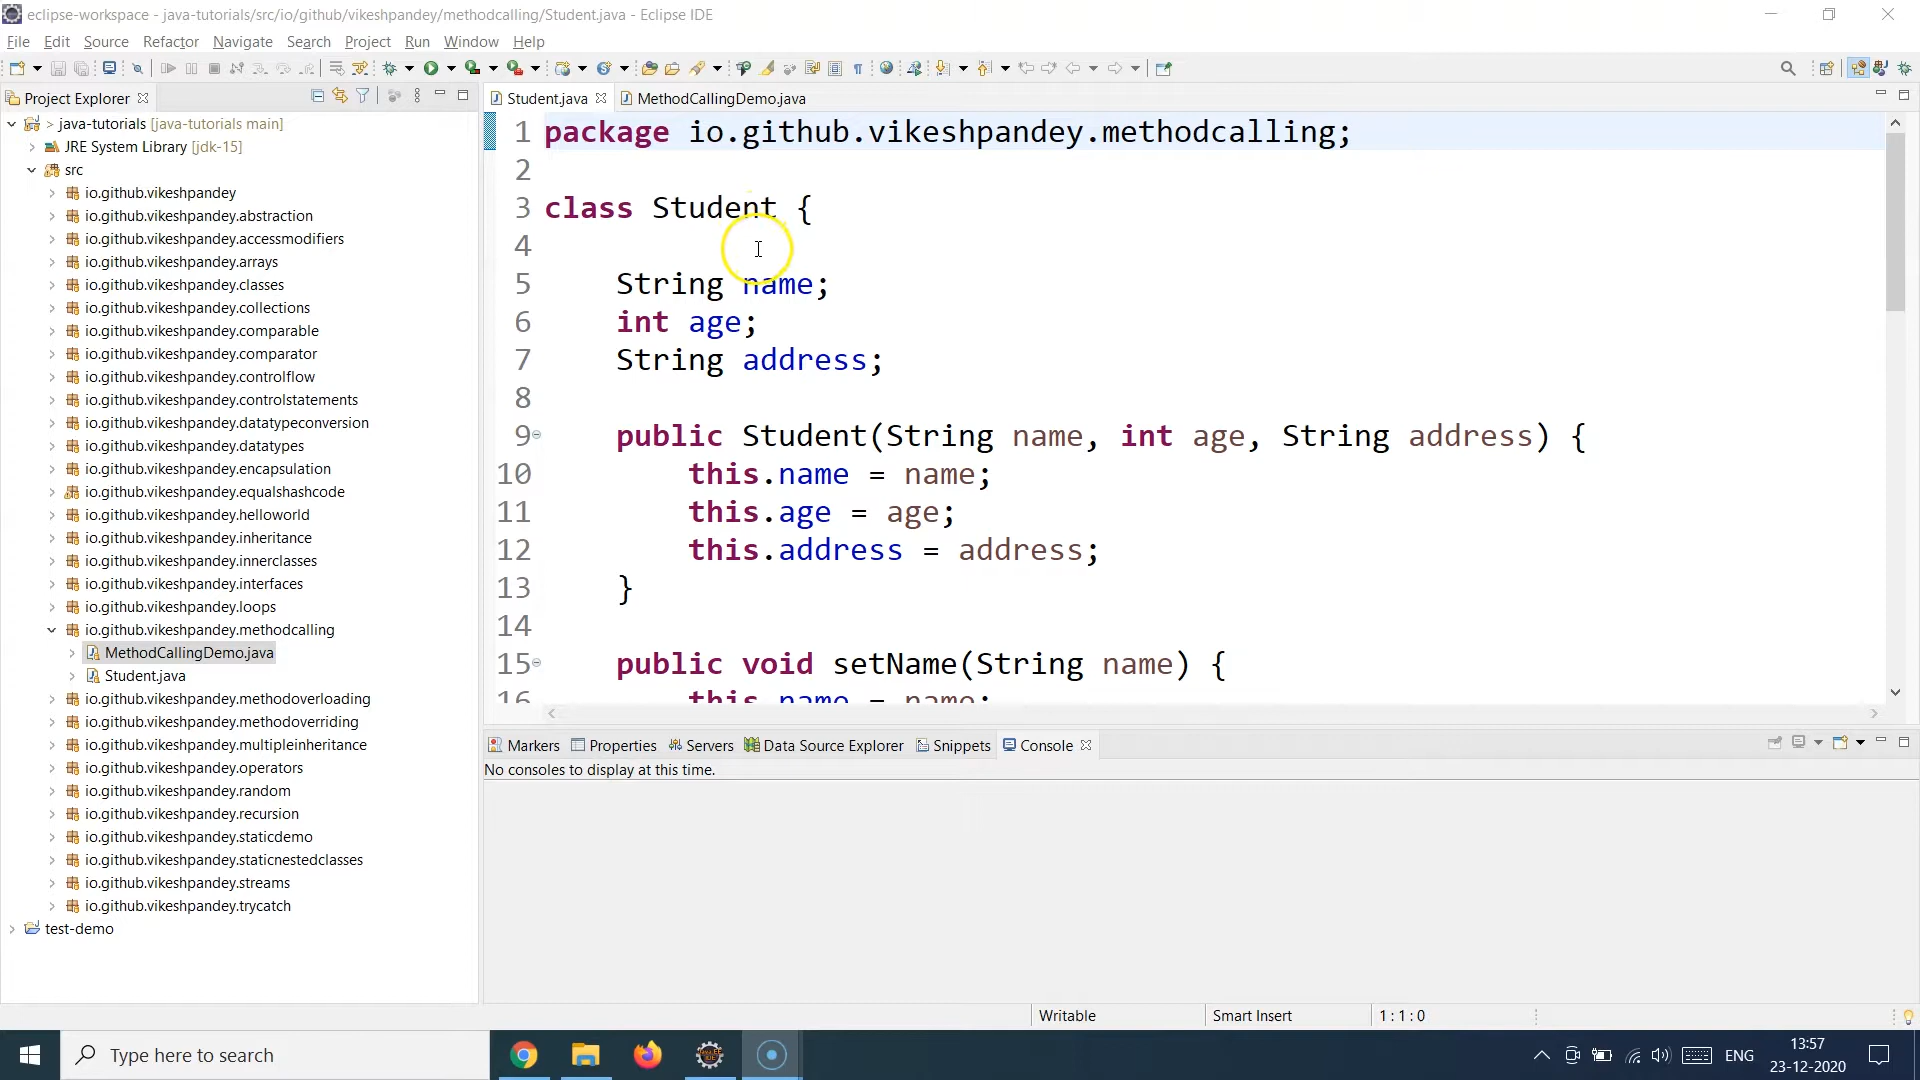 eclipse-workspace - java-tutorials/src/io/github/vikeshpandey/methodcalling/Student.java - Eclipse IDE
File Edit Source Refactor Navigate Search Project Run Window Help
Project Explorer
> java-tutorials [java-tutorials main]
JRE System Library [jdk-15]
src
io.github.vikeshpandey
io.github.vikeshpandey.abstraction
io.github.vikeshpandey.accessmodifiers
io.github.vikeshpandey.arrays
io.github.vikeshpandey.classes
io.github.vikeshpandey.collections
io.github.vikeshpandey.comparable
io.github.vikeshpandey.comparator
io.github.vikeshpandey.controlflow
io.github.vikeshpandey.controlstatements
io.github.vikeshpandey.datatypeconversion
io.github.vikeshpandey.datatypes
io.github.vikeshpandey.encapsulation
io.github.vikeshpandey.equalshashcode
io.github.vikeshpandey.helloworld
io.github.vikeshpandey.inheritance
io.github.vikeshpandey.innerclasses
io.github.vikeshpandey.interfaces
io.github.vikeshpandey.loops
io.github.vikeshpandey.methodcalling
MethodCallingDemo.java
Student.java
io.github.vikeshpandey.methodoverloading
io.github.vikeshpandey.methodoverriding
io.github.vikeshpandey.multipleinheritance
io.github.vikeshpandey.operators
io.github.vikeshpandey.random
io.github.vikeshpandey.recursion
io.github.vikeshpandey.staticdemo
io.github.vikeshpandey.staticnestedclasses
io.github.vikeshpandey.streams
io.github.vikeshpandey.trycatch
test-demo
Student.java MethodCallingDemo.java
1 package io.github.vikeshpandey.methodcalling;
2
3 class Student {
4
5 String name;
6 int age;
7 String address;
8
9 public Student(String name, int age, String address) {
10 this.name = name;
11 this.age = age;
12 this.address = address;
13 }
14
15 public void setName(String name) {
16 this.name = name;
Markers Properties Servers Data Source Explorer Snippets Console
No consoles to display at this time.
Writable Smart Insert 1 : 1 : 0
Type here to search
ENG
13:57
23-12-2020